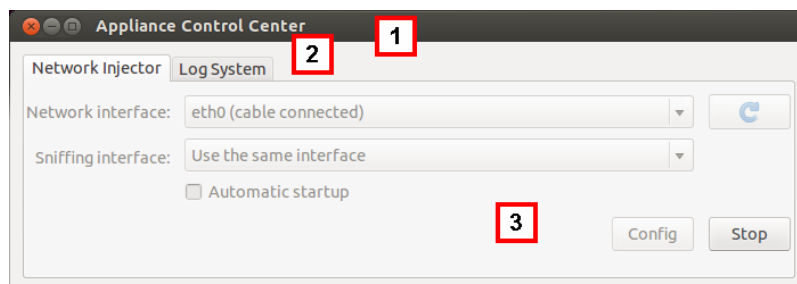 Appliance Control Center
1
2
Network Injector Log System
Network interface: eth0 (cable connected)
Sniffing interface: Use the same interface
Automatic startup
3
Config Stop